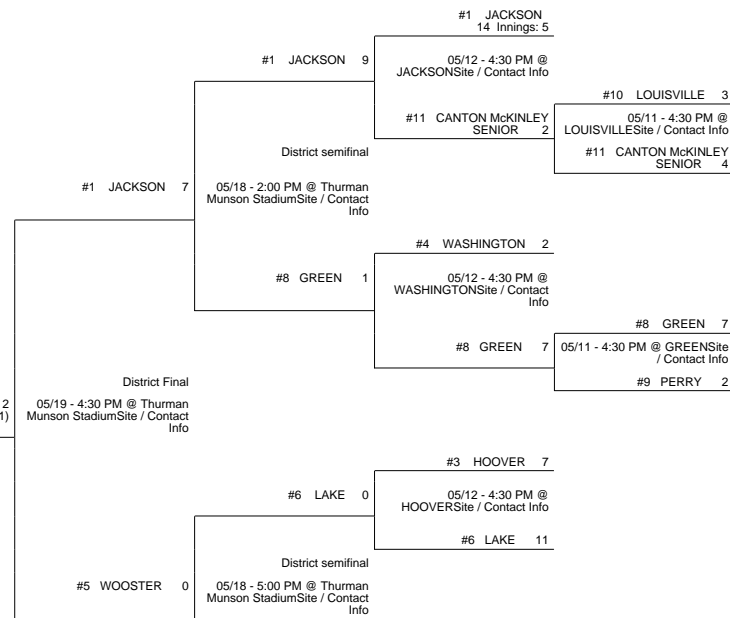 #1 JACKSON
14 Innings: 5
#1 JACKSON 9
05/12 - 4:30 PM @
JACKSONSite / Contact Info
#10 LOUISVILLE 3
#11 CANTON McKINLEY
SENIOR 2
05/11 - 4:30 PM @
LOUISVILLESite / Contact Info
District semifinal
#11 CANTON McKINLEY
SENIOR 4
#1 JACKSON 7
05/18 - 2:00 PM @ Thurman
Munson StadiumSite / Contact
Info
#4 WASHINGTON 2
#8 GREEN 1
05/12 - 4:30 PM @
WASHINGTONSite / Contact
Info
#8 GREEN 7
#8 GREEN 7
05/11 - 4:30 PM @ GREENSite
/ Contact Info
District Final
#9 PERRY 2
2
1)
05/19 - 4:30 PM @ Thurman
Munson StadiumSite / Contact
Info
#3 HOOVER 7
#6 LAKE 0
05/12 - 4:30 PM @
HOOVERSite / Contact Info
#6 LAKE 11
District semifinal
#5 WOOSTER 0
05/18 - 5:00 PM @ Thurman
Munson StadiumSite / Contact
Info